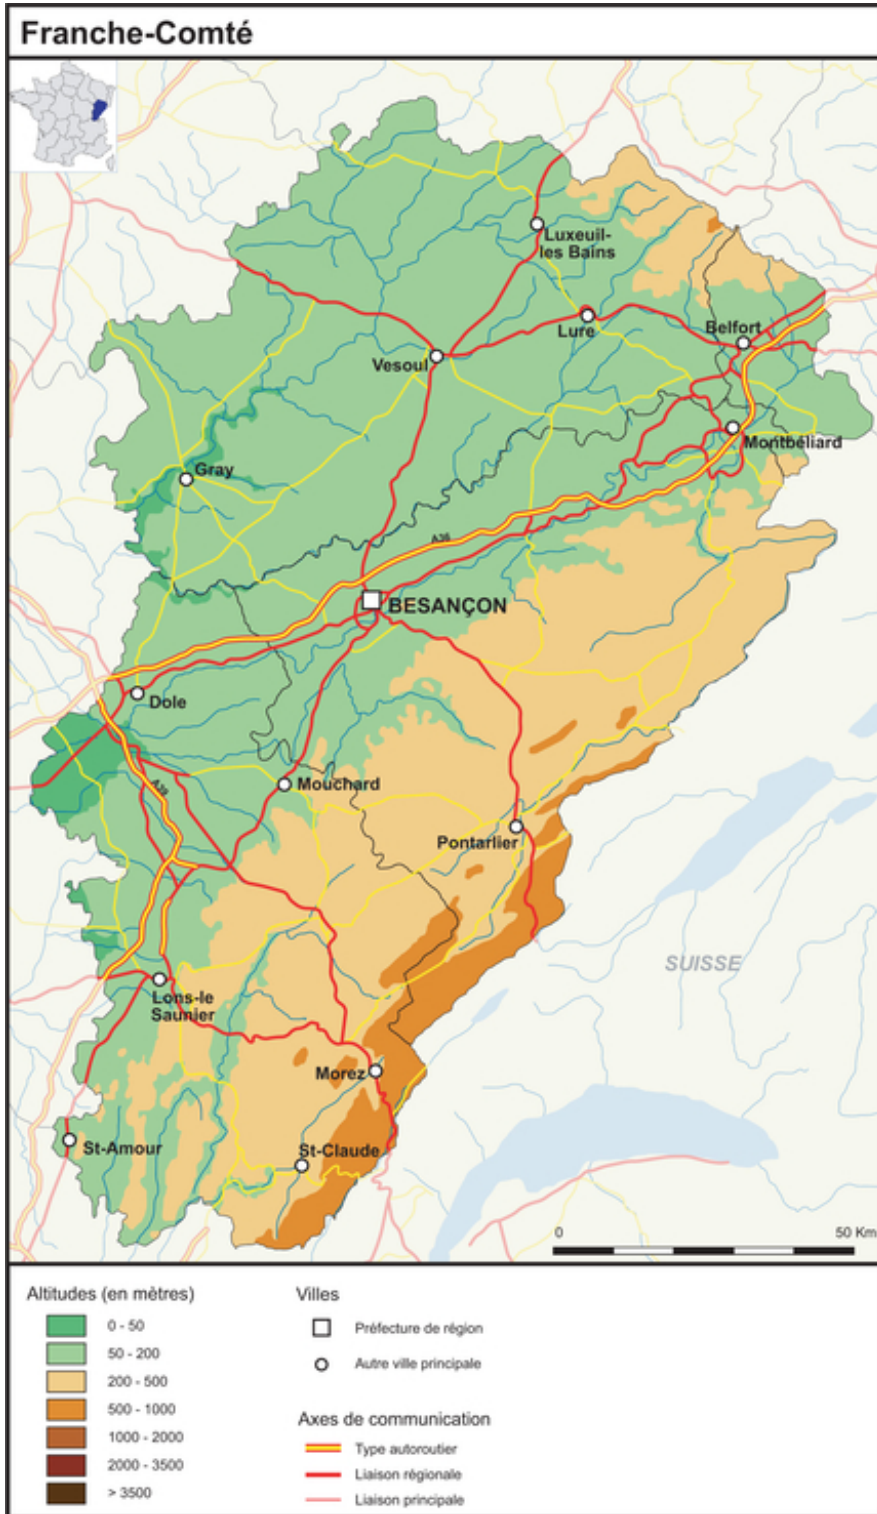 Franche-Comté
Luxeuil-
les Bains
Lure
Belfort
Vesoul
Montbéliard
Gray
A36
BESANÇON
Dole
A39
Mouchard
Pontarlier
SUISSE
Lons-le
Saunier
Morez
St-Amour
St-Claude
0
50 Km
Altitudes (en mètres)
0 - 50
50 - 200
200 - 500
500 - 1000
1000 - 2000
2000 - 3500
> 3500
Villes
Préfecture de région
Autre ville principale
Axes de communication
Type autoroutier
Liaison régionale
Liaison principale